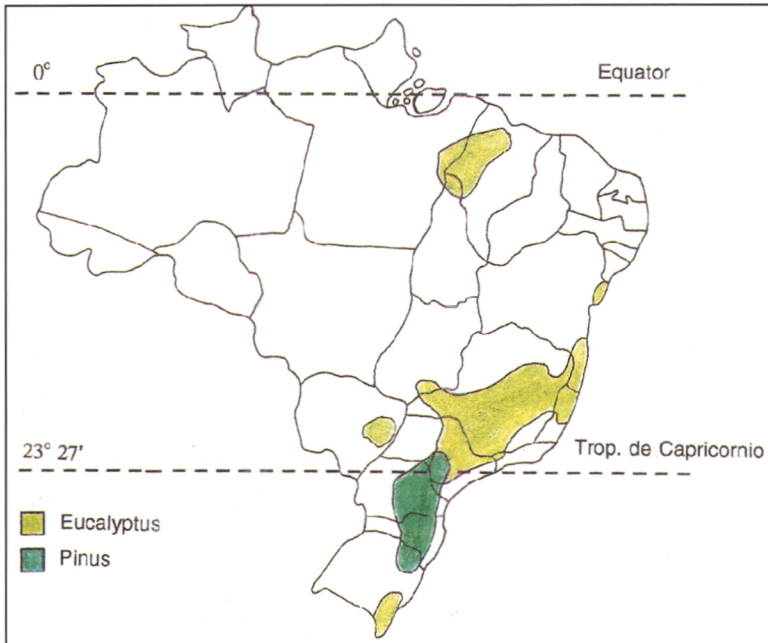 0°
Equator
23° 27'
Trop. de Capricornio
Eucalyptus
Pinus